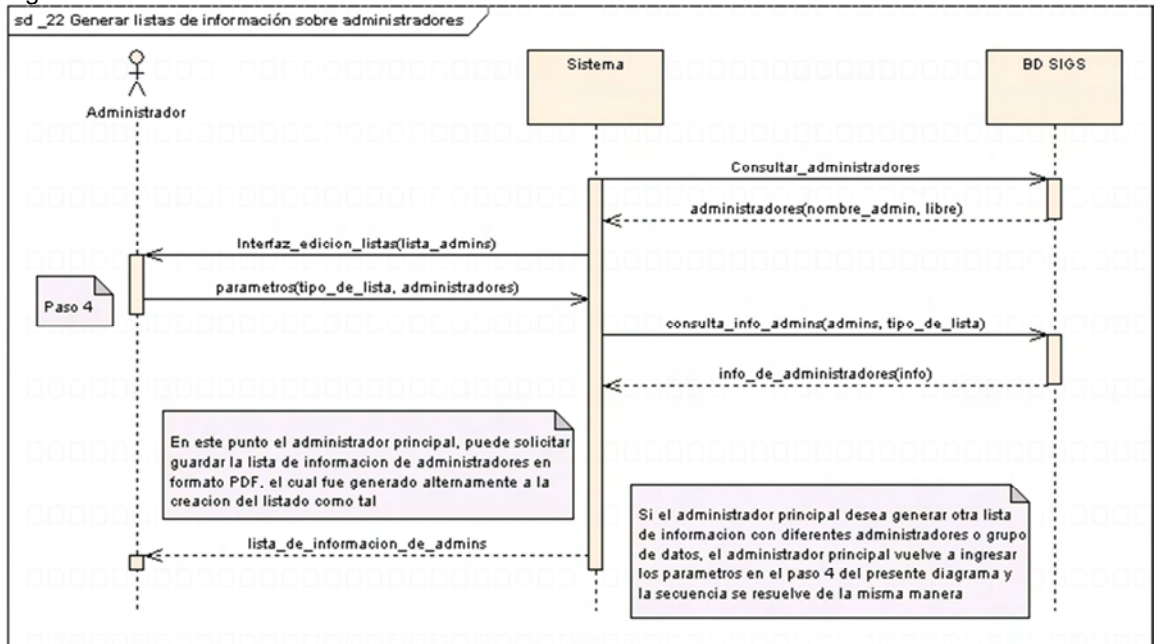 sd _22 Generar listas de información sobre administradores
Sistema
BD SIGS
Administrador
Consultar_administradores
administradores(nombre_admin, libre)
Interfaz_edicion_listas(lista_admins)
parametros(tipo_de_lista, administradores)
Paso 4
consulta_info_admins(admins, tipo_de_lista)
info_de_administradores(info)
En este punto el administrador principal, puede solicitar
guardar la lista de informacion de administradores en
formato PDF, el cual fue generado alternamente a la
creacion del listado como tal
Si el administrador principal desea generar otra lista
de informacion con diferentes administradores o grupo
de datos, el administrador principal vuelve a ingresar
los parametros en el paso 4 del presente diagrama y
la secuencia se resuelve de la misma manera
lista_de_informacion_de_admins